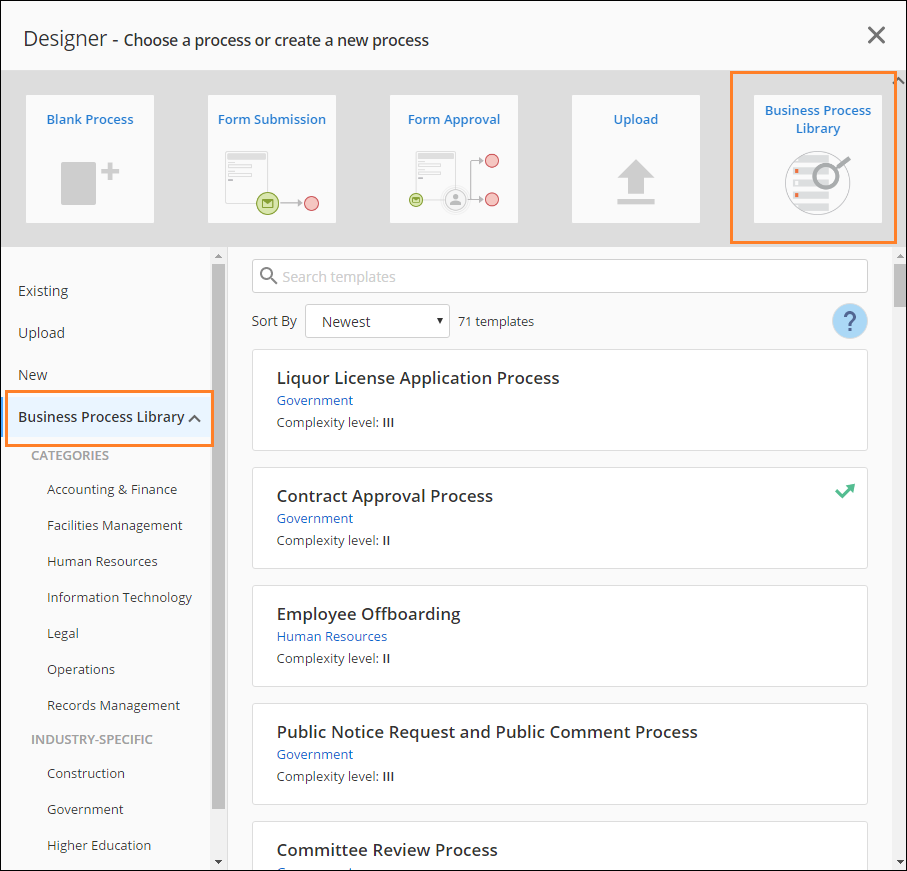 Designer - Choose a process or create a new process
Blank Process
Form Submission
Form Approval
Upload
Business Process
Library
Existing
Upload
New
Business Process Library
CATEGORIES
Accounting & Finance
Facilities Management
Human Resources
Information Technology
Legal
Operations
Records Management
INDUSTRY-SPECIFIC
Construction
Government
Higher Education
Search templates
Sort By Newest 71 templates
?
Liquor License Application Process
Government
Complexity level: III
Contract Approval Process
Government
Complexity level: II
Employee Offboarding
Human Resources
Complexity level: II
Public Notice Request and Public Comment Process
Government
Complexity level: III
Committee Review Process